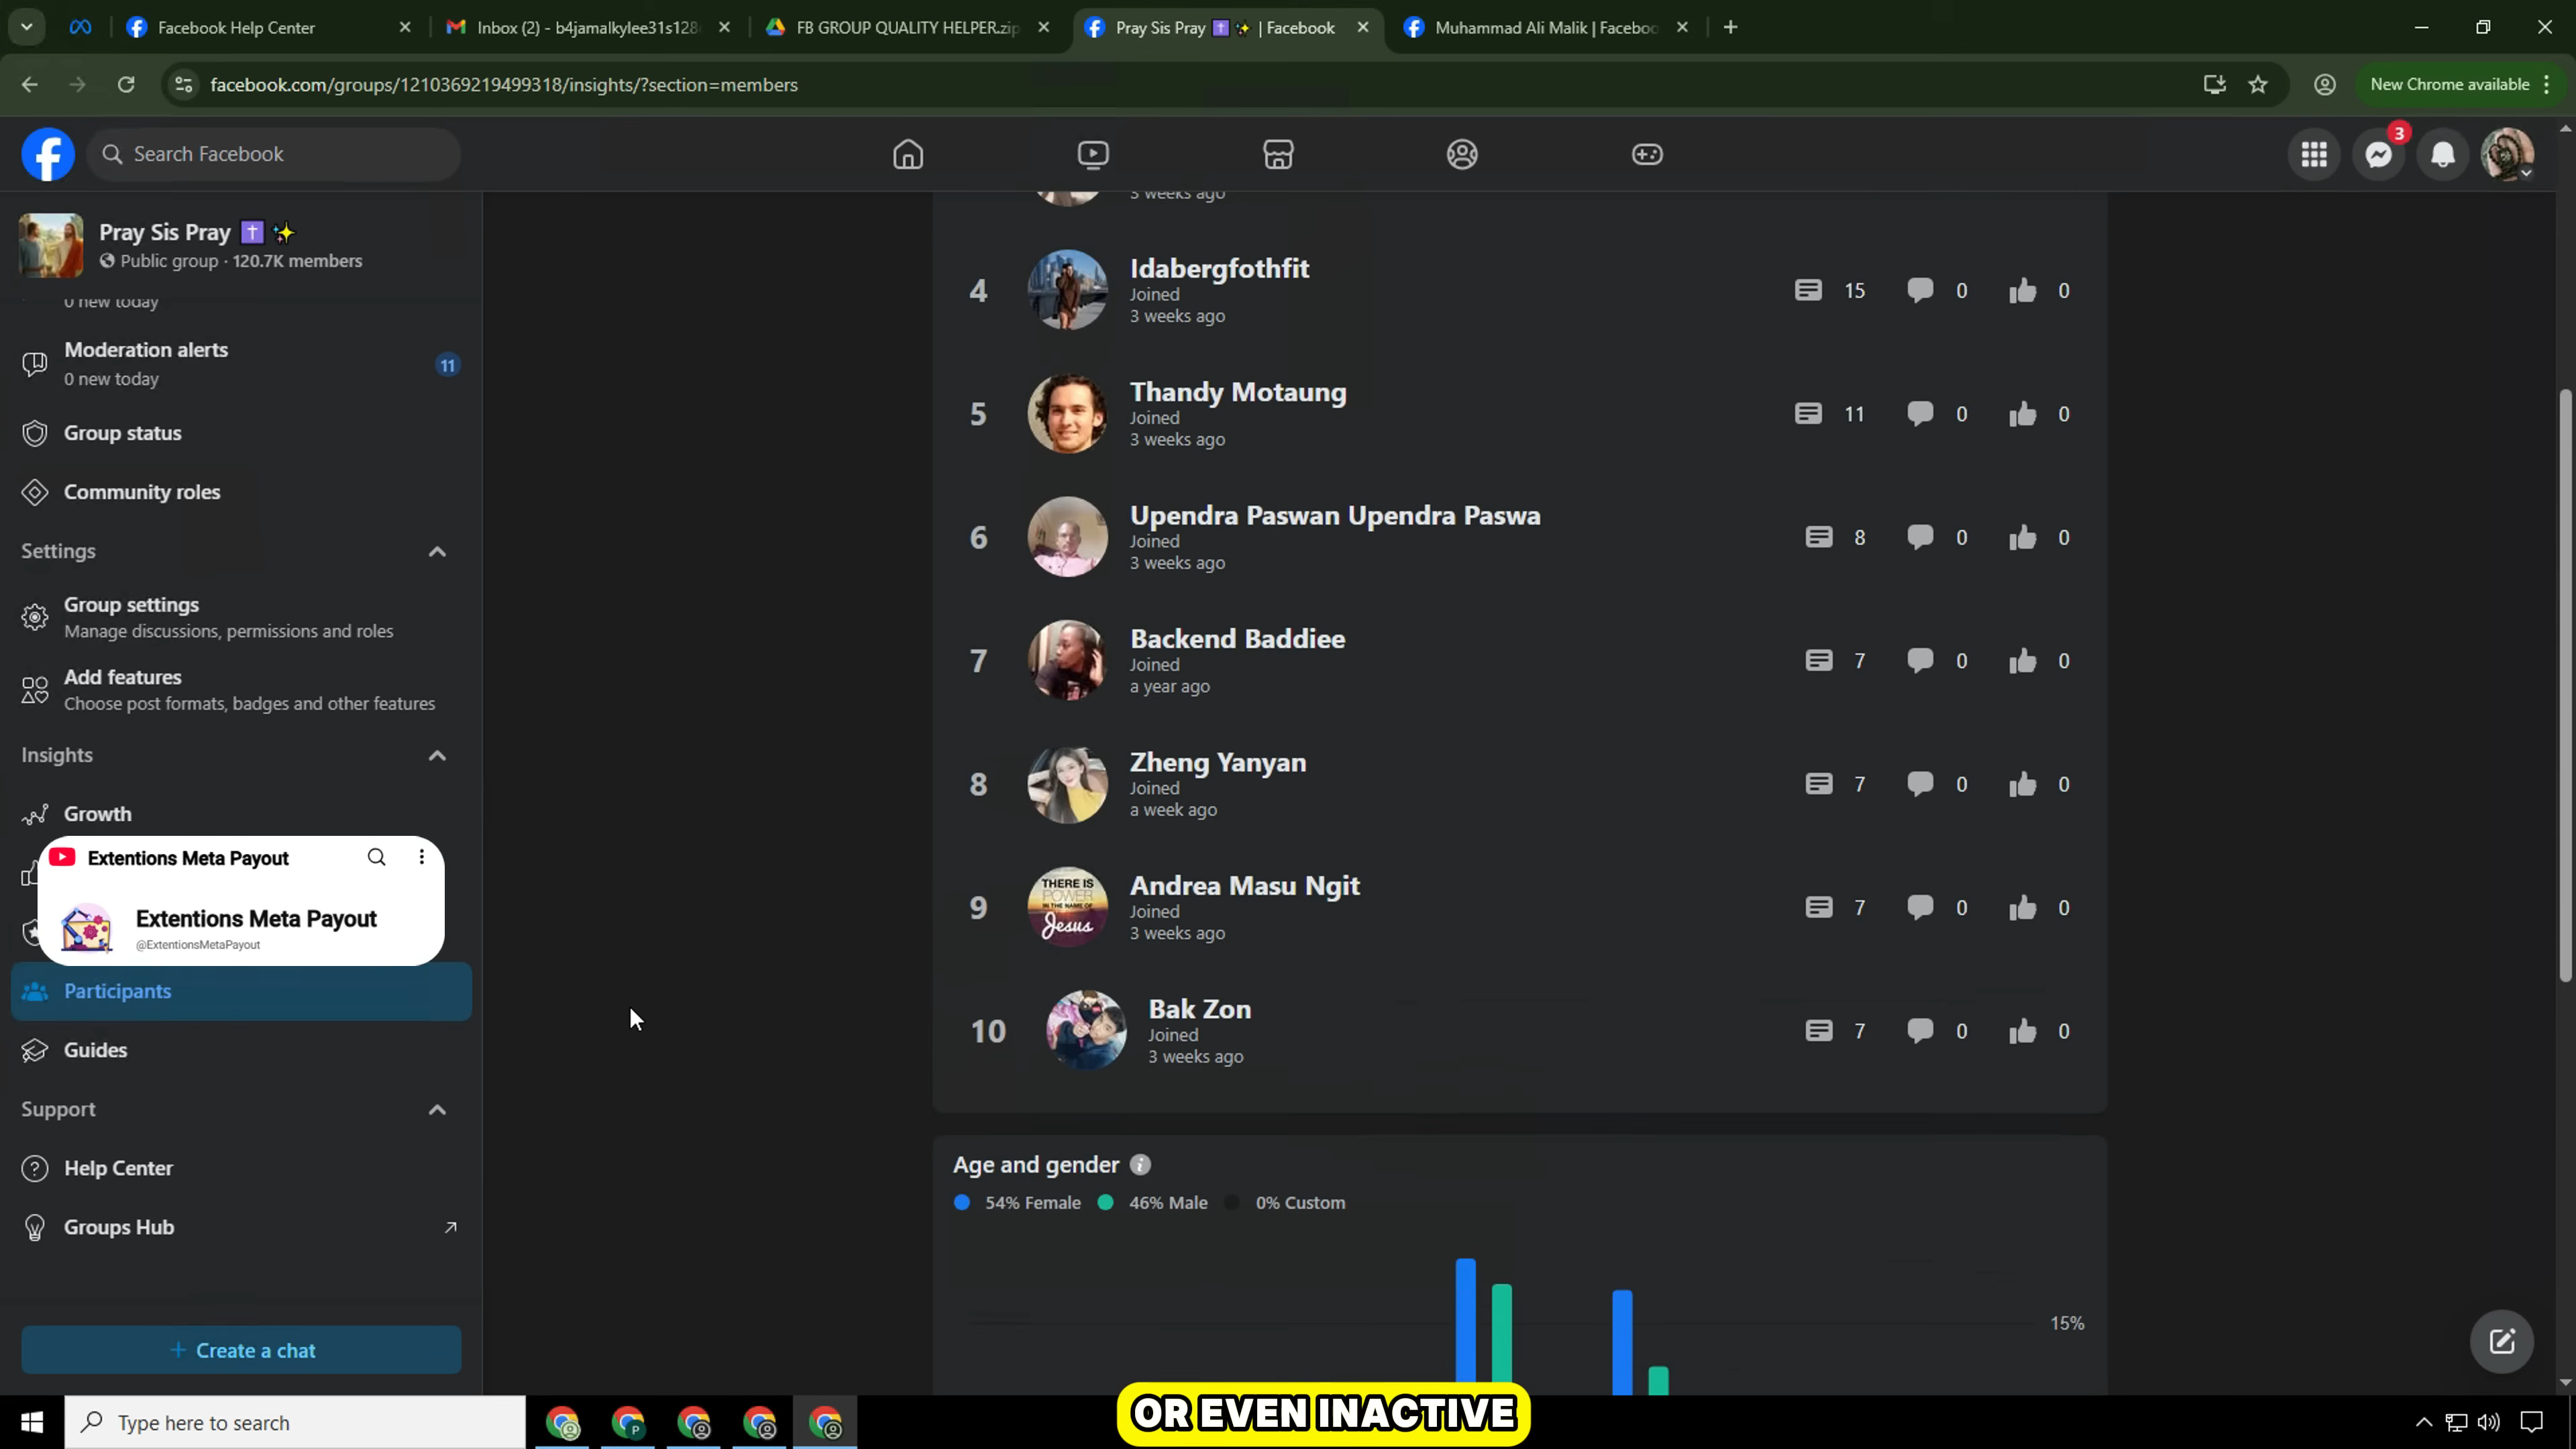 Facebook Help Center
Inbox (2) - b4jamalkylee31s128
FB GROUP QUALITY HELPER.zip
Pray Sis Pray ✝️✨ | Facebook
Muhammad Ali Malik | Faceboo
facebook.com/groups/1210369219499318/insights/?section=members
New Chrome available
Search Facebook
3
Pray Sis Pray ✝️✨
Public group · 120.7K members
0 new today
Moderation alerts
0 new today
11
Group status
Community roles
Settings
Group settings
Manage discussions, permissions and roles
Add features
Choose post formats, badges and other features
Insights
Growth
Extentions Meta Payout
Extentions Meta Payout
@ExtentionsMetaPayout
Participants
Guides
Support
Help Center
Groups Hub
+ Create a chat
3 weeks ago
4
Idabergfothfit
Joined
3 weeks ago
15 0 0
5
Thandy Motaung
Joined
3 weeks ago
11 0 0
6
Upendra Paswan Upendra Paswa
Joined
3 weeks ago
8 0 0
7
Backend Baddiee
Joined
a year ago
7 0 0
8
Zheng Yanyan
Joined
a week ago
7 0 0
9
THERE IS
POWER
IN THE NAME OF
Jesus
Andrea Masu Ngit
Joined
3 weeks ago
7 0 0
10
Bak Zon
Joined
3 weeks ago
7 0 0
Age and gender
54% Female 46% Male 0% Custom
15%
OR EVEN INACTIVE
Type here to search
P